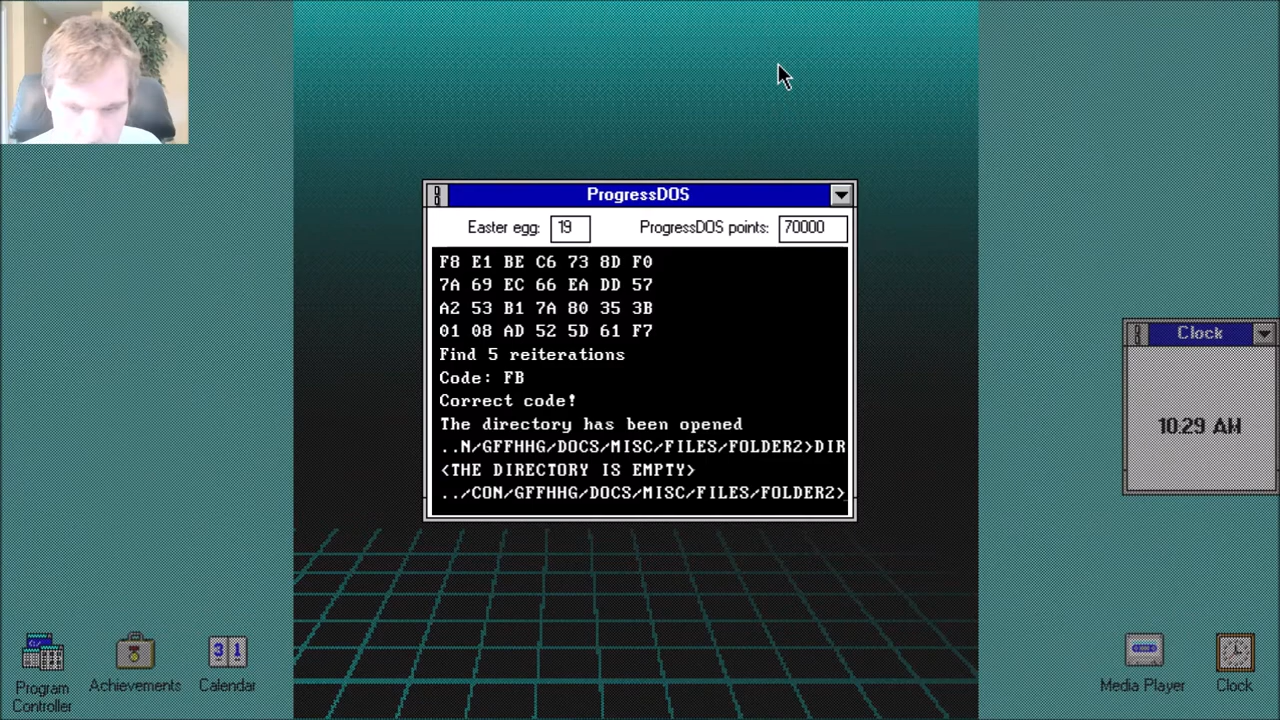 ProgressDOS
Easter egg: 19 ProgressDOS points: 70000
F8 E1 BE C6 73 8D F0
7A 69 EC 66 EA DD 57
A2 53 B1 7A 80 35 3B
01 08 AD 52 5D 61 F7
Find 5 reiterations
Code: FB
Correct code!
The directory has been opened
..N/GFFHHG/DOCS/MISC/FILES/FOLDER2>DIR
<THE DIRECTORY IS EMPTY>
../CON/GFFHHG/DOCS/MISC/FILES/FOLDER2>_
Clock
10.29 AM
Program
Controller
Achievements
31
Calendar
Media Player
Clock